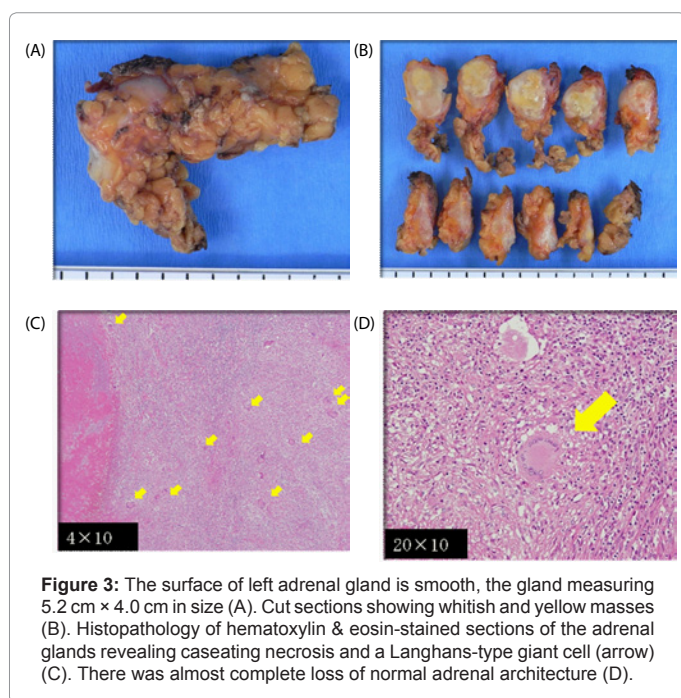 (A)
(B)
(C)
(D)
4×10
20×10
Figure 3: The surface of left adrenal gland is smooth, the gland measuring
5.2 cm × 4.0 cm in size (A). Cut sections showing whitish and yellow masses
(B). Histopathology of hematoxylin & eosin-stained sections of the adrenal
glands revealing caseating necrosis and a Langhans-type giant cell (arrow)
(C). There was almost complete loss of normal adrenal architecture (D).